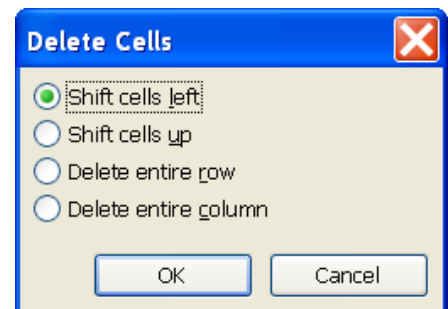 Delete Cells
Shift cells left
Shift cells up
Delete entire row
Delete entire column
OK Cancel